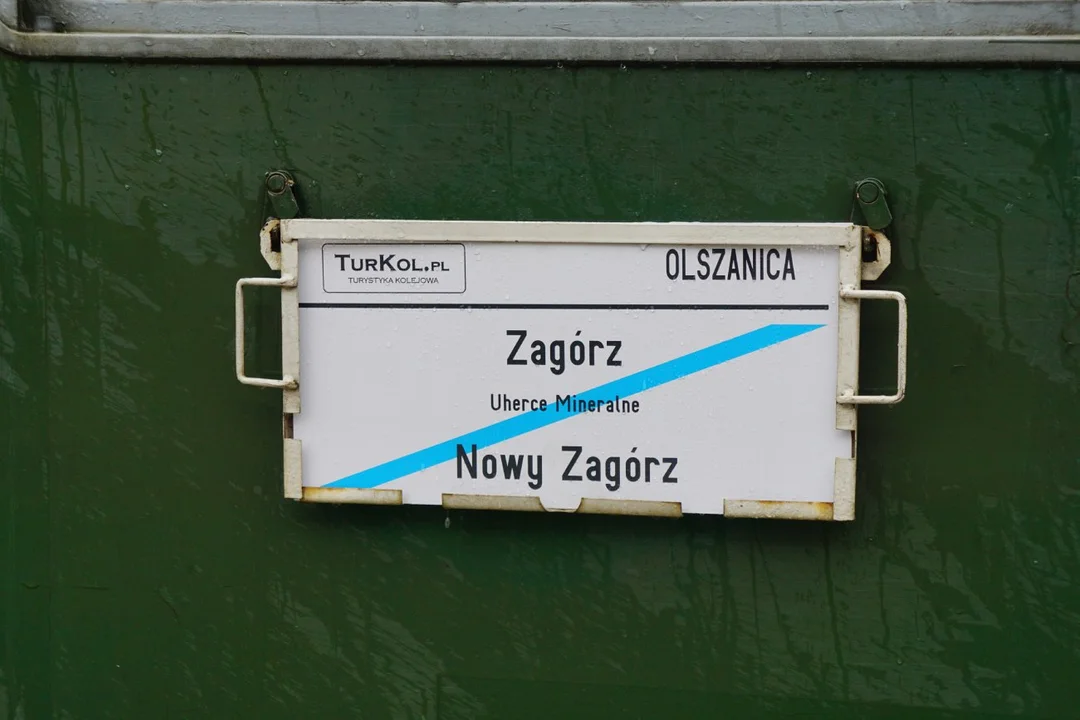 TURKOL.PL
TURYSTYKA KOLEJOWA
OLSZANICA
Zagórz
Uherce Mineralne
Nowy Zagórz